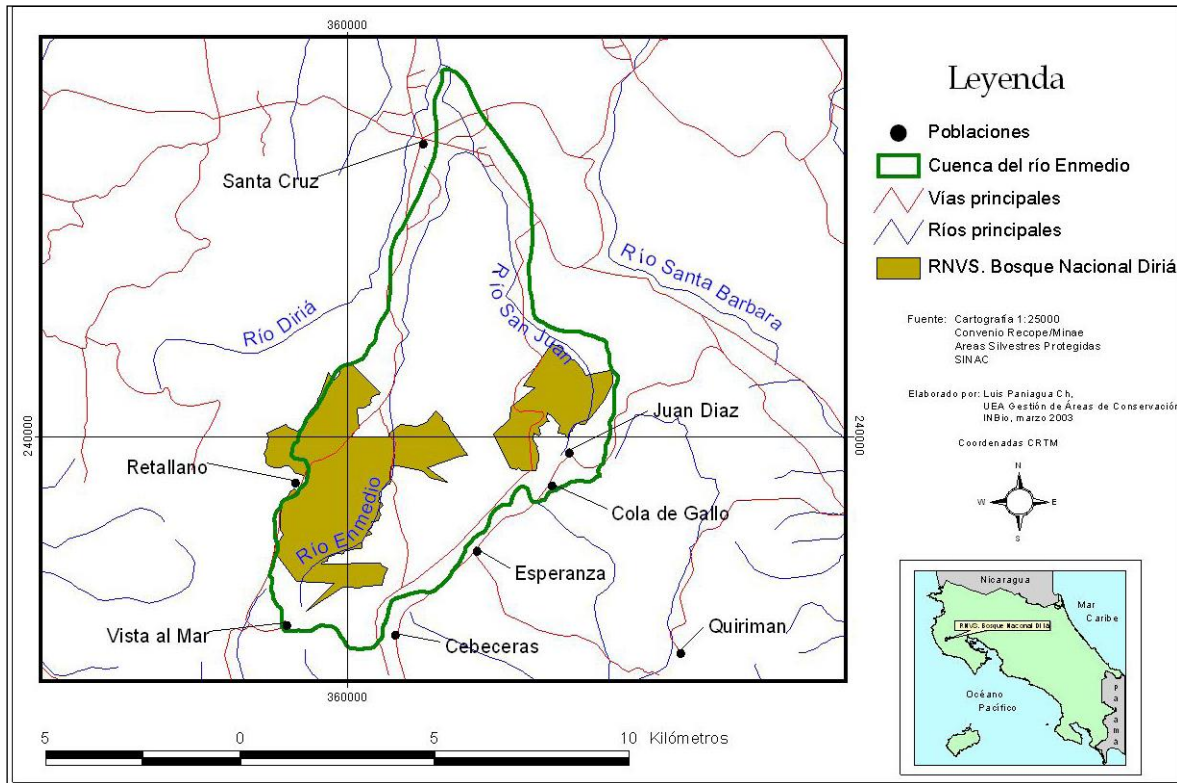 360000
Santa Cruz
Río Diriá
Río San Juan
Río Santa Barbara
240000
240000
Juan Diaz
Retallano
Cola de Gallo
Río Enmedio
Esperanza
Vista al Mar
Cebeceras
Quiriman
360000
5 0 5 10 Kilómetros
Leyenda
Poblaciones
Cuenca del río Enmedio
Vías principales
Ríos principales
RNVS. Bosque Nacional Diriá
Fuente: Cartografía 1:25000
Convenio Recope/Minae
Areas Silvestres Protegidas
SINAC
Elaborado por: Luis Paniagua Ch,
UEA Gestión de Áreas de Conservación
INBio, marzo 2003
Coordenadas CRTM
N
W E
S
Nicaragua
Mar
Caribe
RNVS. Bosque Nacional Diriá
Océano
Pacífico
Panamá